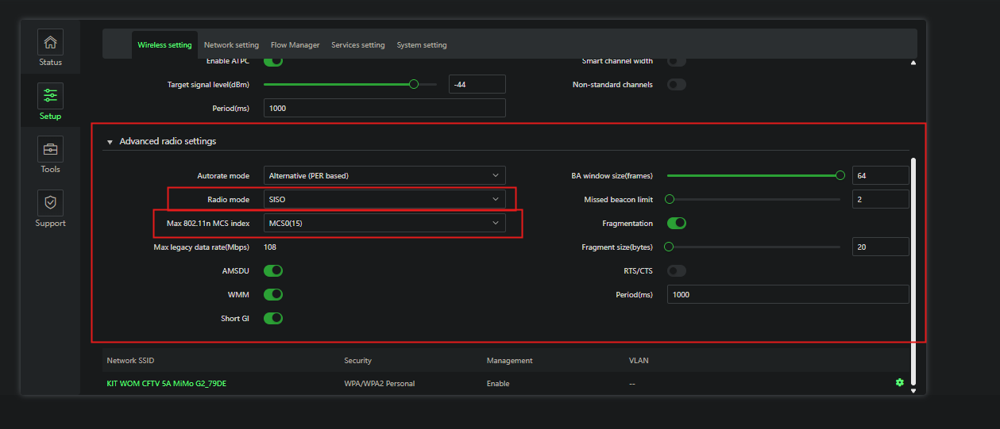 Status
Setup
Tools
Support
Wireless setting Network setting Flow Manager Services setting System setting
Enable ATPC Smart channel width
Target signal level(dBm) -44 Non-standard channels
Period(ms) 1000
Advanced radio settings
Autorate mode Alternative (PER based) BA window size(frames) 64
Radio mode SISO Missed beacon limit 2
Max 802.11n MCS index MCS0(15) Fragmentation
Max legacy data rate(Mbps) 108 Fragment size(bytes) 20
AMSDU RTS/CTS
WMM Period(ms) 1000
Short GI
Network SSID Security Management VLAN
KIT WOM CFTV 5A MiMo G2_79DE WPA/WPA2 Personal Enable --